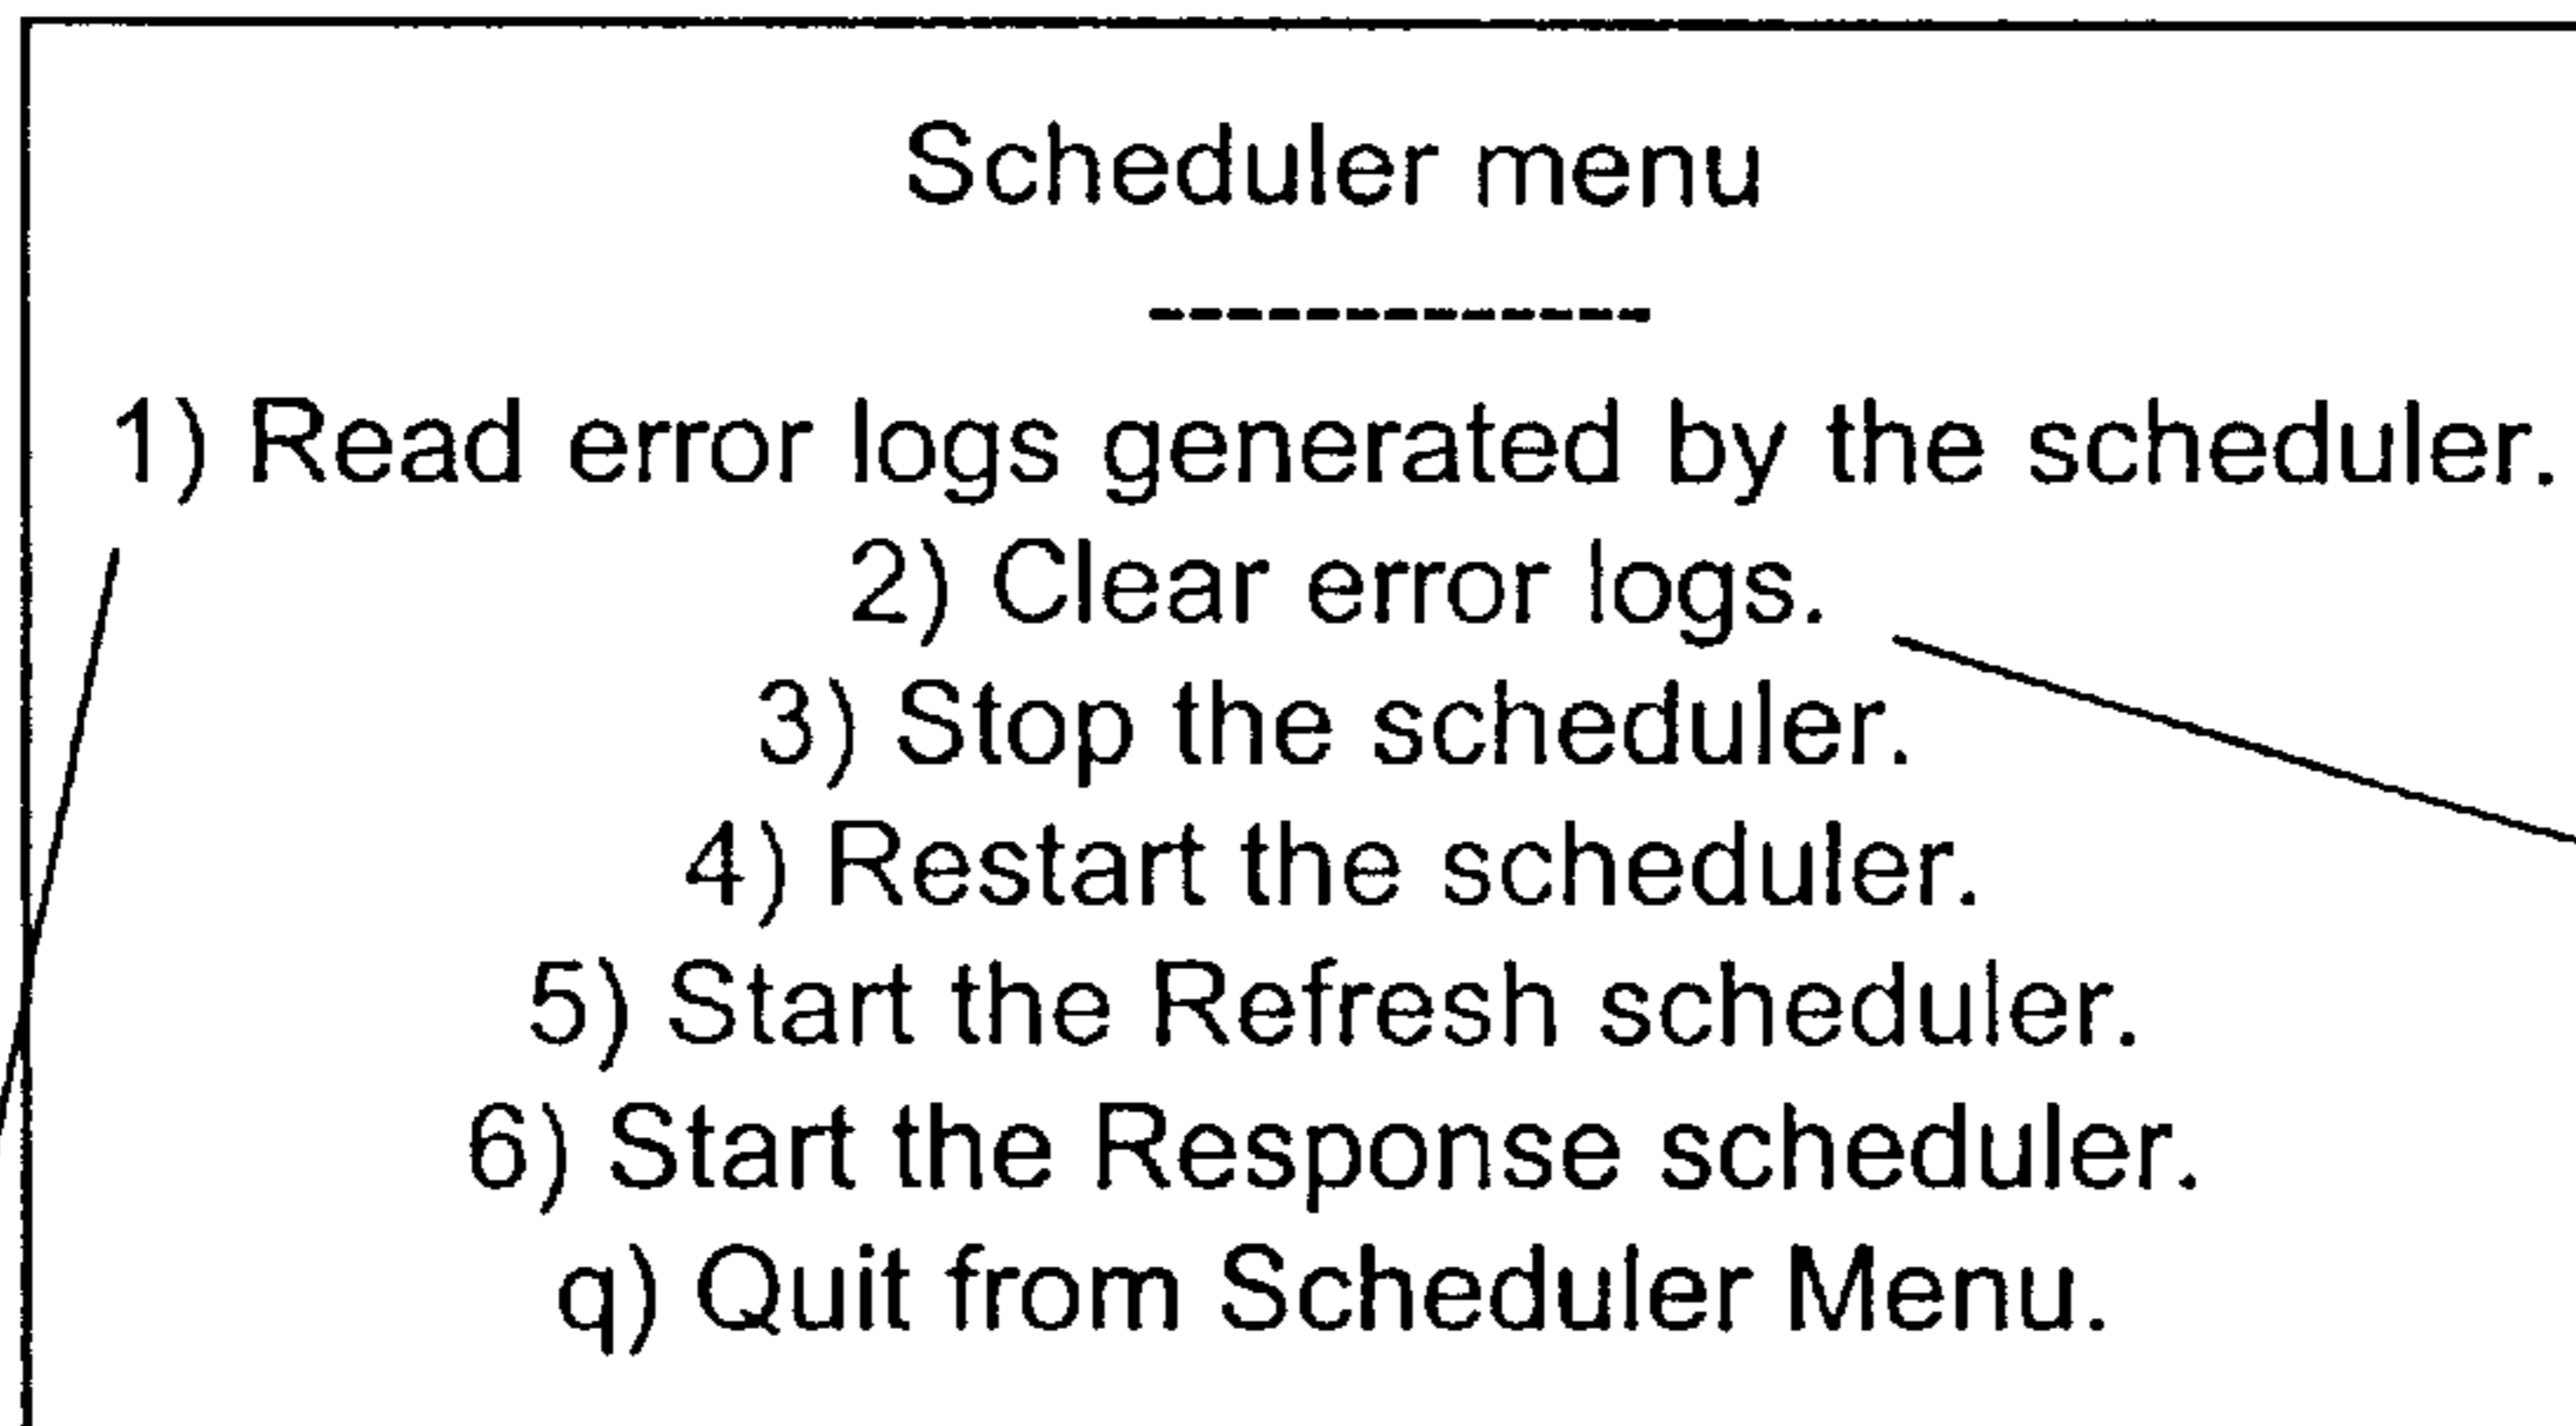 Scheduler menu
-------------
1) Read error logs generated by the scheduler.
2) Clear error logs.
3) Stop the scheduler.
4) Restart the scheduler.
5) Start the Refresh scheduler.
6) Start the Response scheduler.
q) Quit from Scheduler Menu.